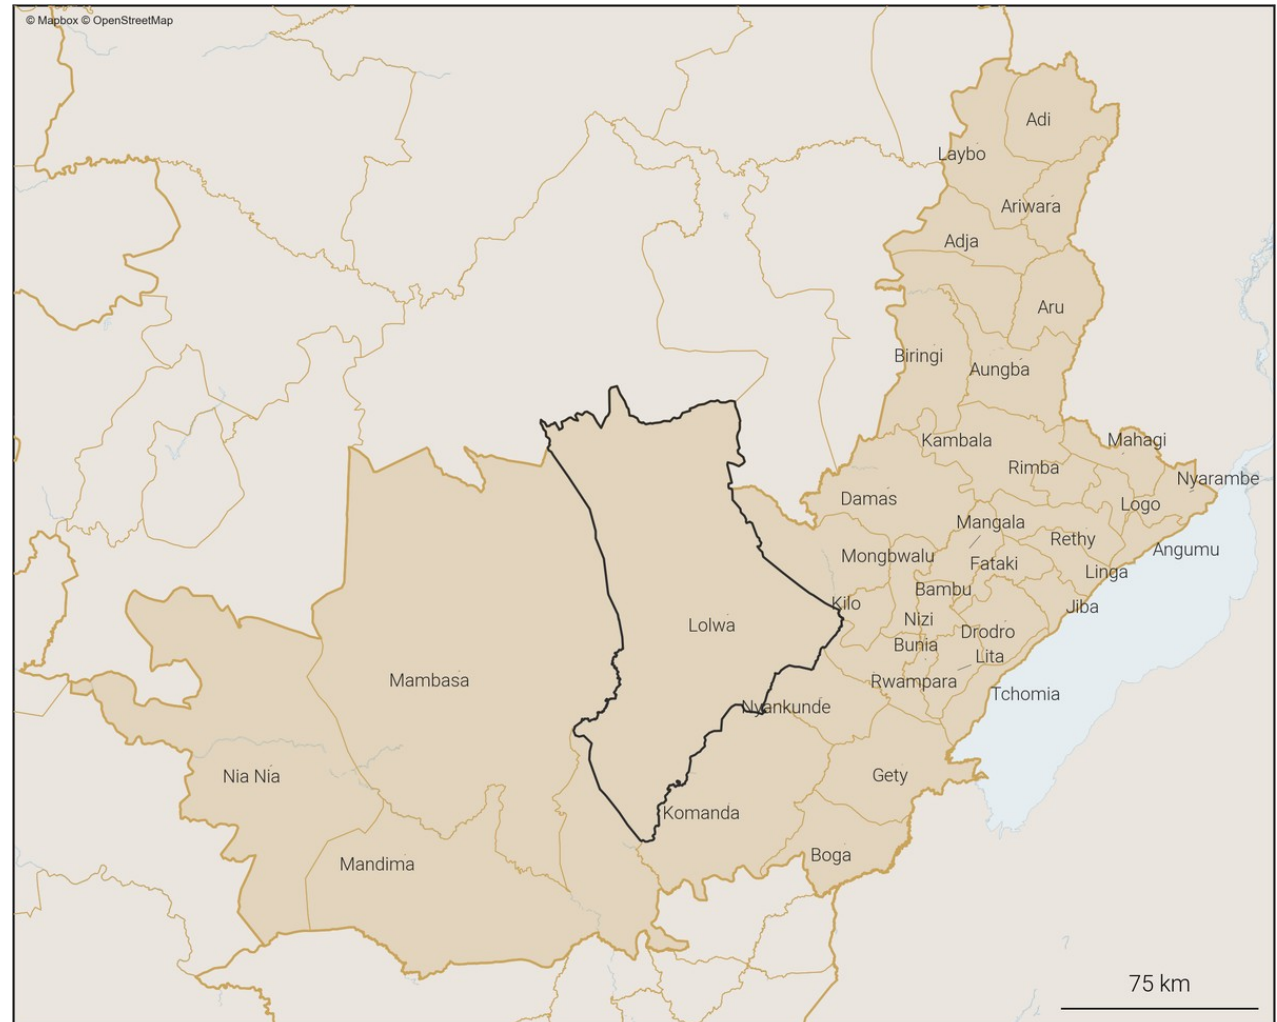 © Mapbox © OpenStreetMap
Adi
Laybo
Ariwara
Adja
Aru
Biringi
Aungba
Kambala
Mahagi
Rimba
Nyarambe
Damas
Logo
Mangala
Rethy
Angumu
Mongbwalu
Fataki
Linga
Bambu
Kilo
Jiba
Nizi
Lolwa
Drodro
Bunia
Lita
Mambasa
Rwampara
Tchomia
Nyankunde
Nia Nia
Gety
Komanda
Boga
Mandima
75 km